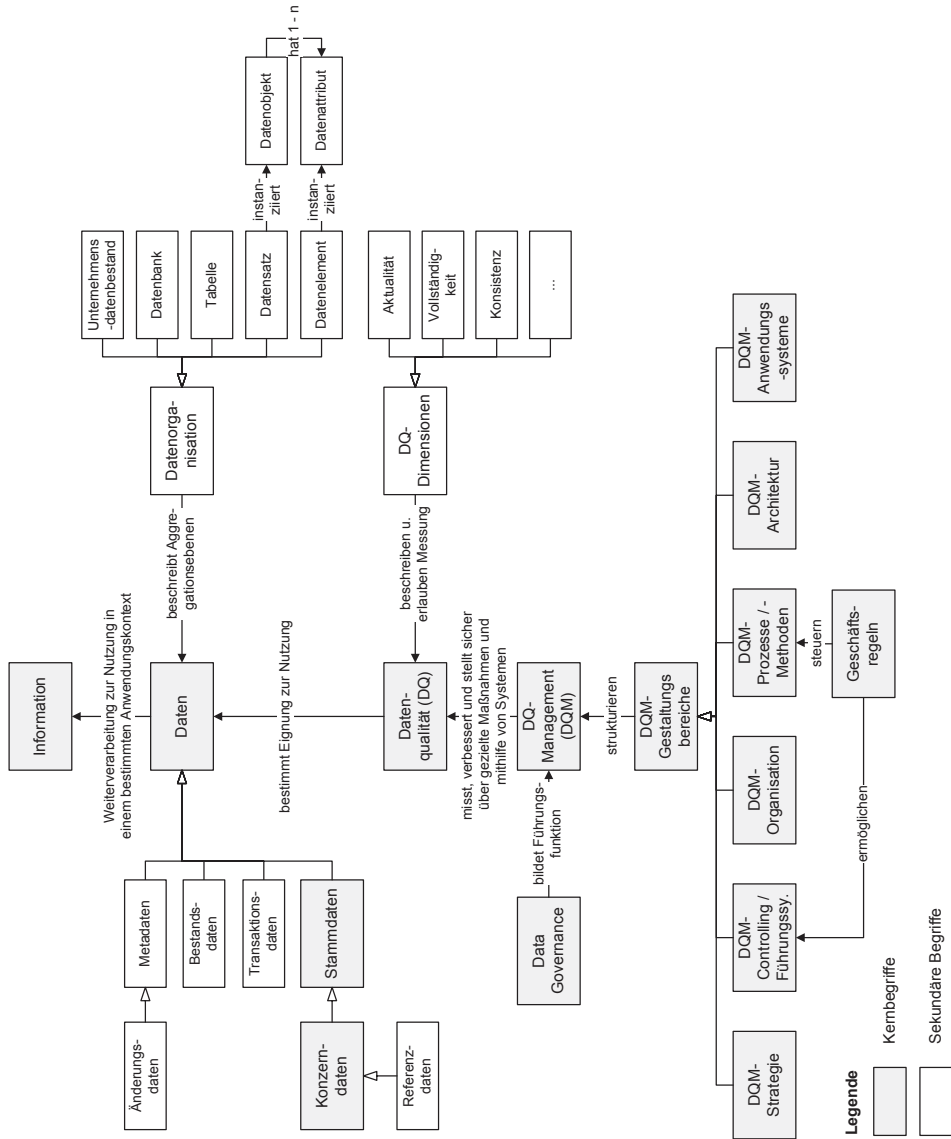 Information
Weiterverarbeitung zur Nutzung in
einem bestimmten Anwendungskontext
Daten
beschreibt Aggre-
gationsebenen
Datenorga-
nisation
Unternehmens
-datenbestand
Datenbank
Tabelle
Datensatz
Datenelement
instan-
ziiert
instan-
ziiert
Datenobjekt
Datenattribut
hat 1 - n
Änderungs-
daten
Metadaten
Bestands-
daten
Transaktions-
daten
Stammdaten
Konzern-
daten
Referenz-
daten
bestimmt Eignung zur Nutzung
Daten-
qualität (DQ)
beschreiben u.
erlauben Messung
DQ-
Dimensionen
Aktualität
Vollständig-
keit
Konsistenz
...
misst, verbessert und stellt sicher
über gezielte Maßnahmen und
mithilfe von Systemen
Data
Governance
bildet Führungs-
funktion
DQ-
Management
(DQM)
strukturieren
DQM-
Gestaltungs
bereiche
DQM-
Strategie
DQM-
Controlling /
Führungssy.
DQM-
Organisation
DQM-
Prozesse / -
Methoden
DQM-
Architektur
DQM-
Anwendungs
-systeme
ermöglichen
steuern
Geschäfts-
regeln
Legende
Kernbegriffe
Sekundäre Begriffe